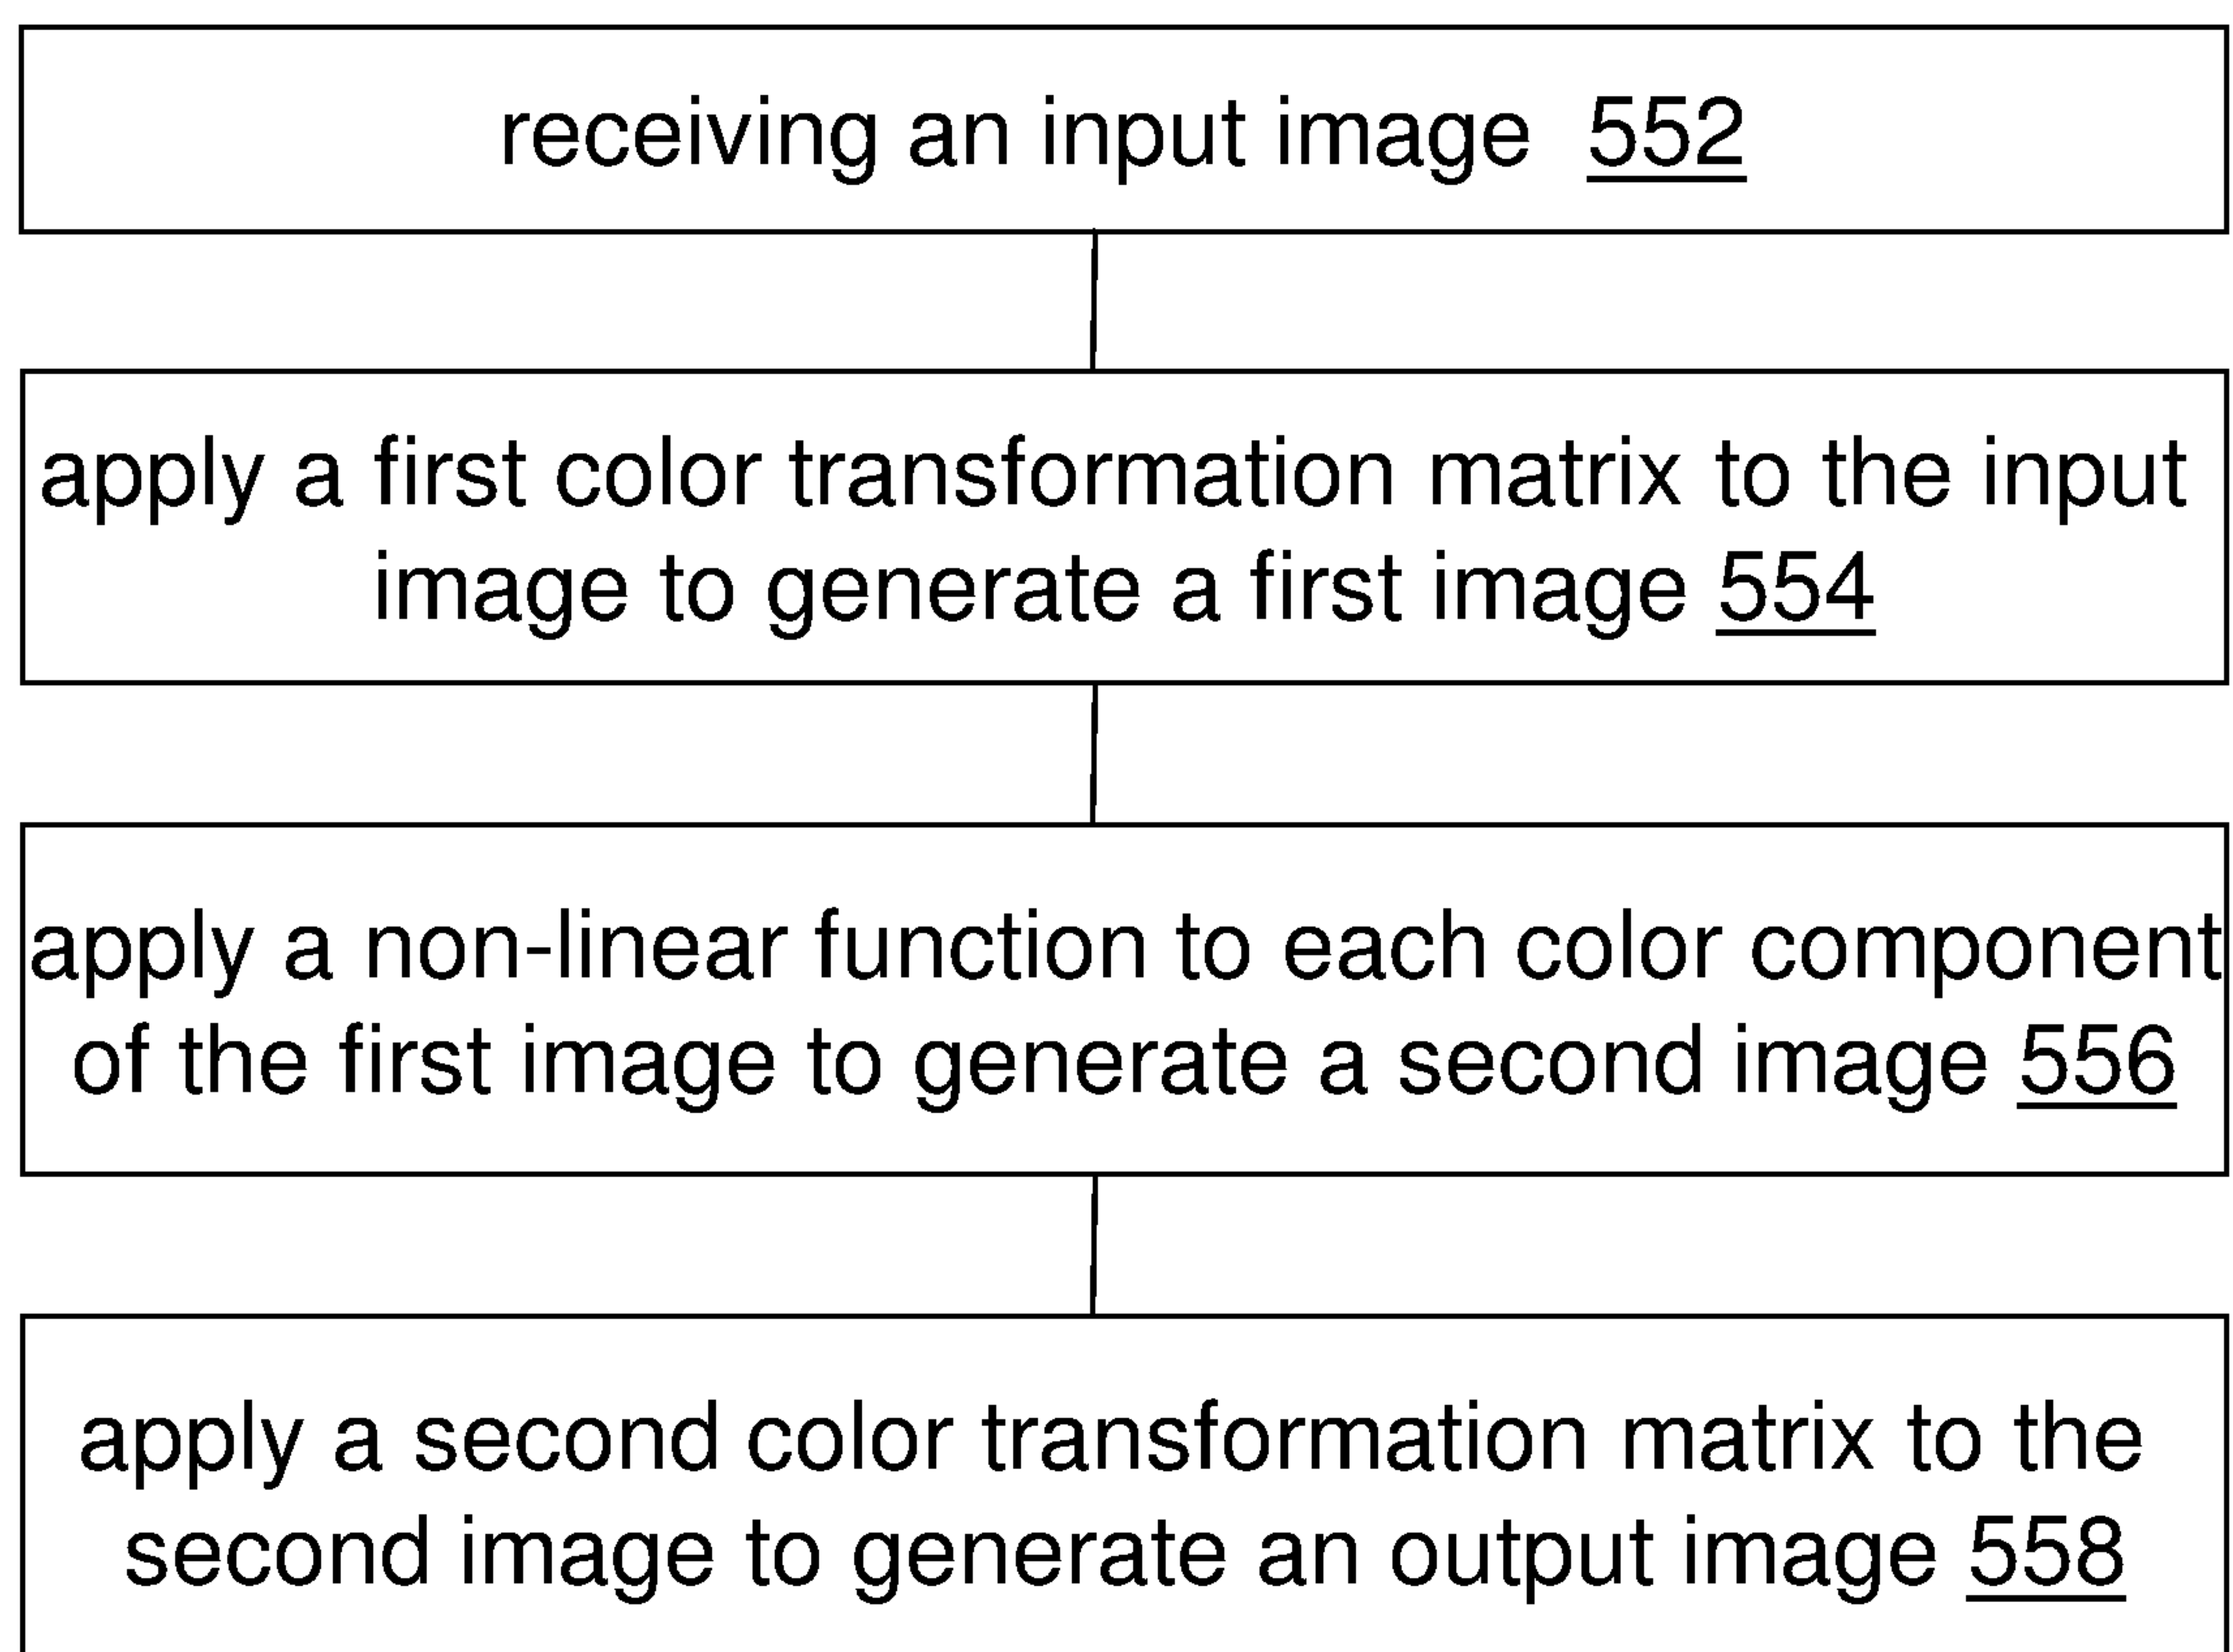 receiving an input image 552
apply a first color transformation matrix to the input
image to generate a first image 554
apply a non-linear function to each color component
of the first image to generate a second image 556
apply a second color transformation matrix to the
second image to generate an output image 558